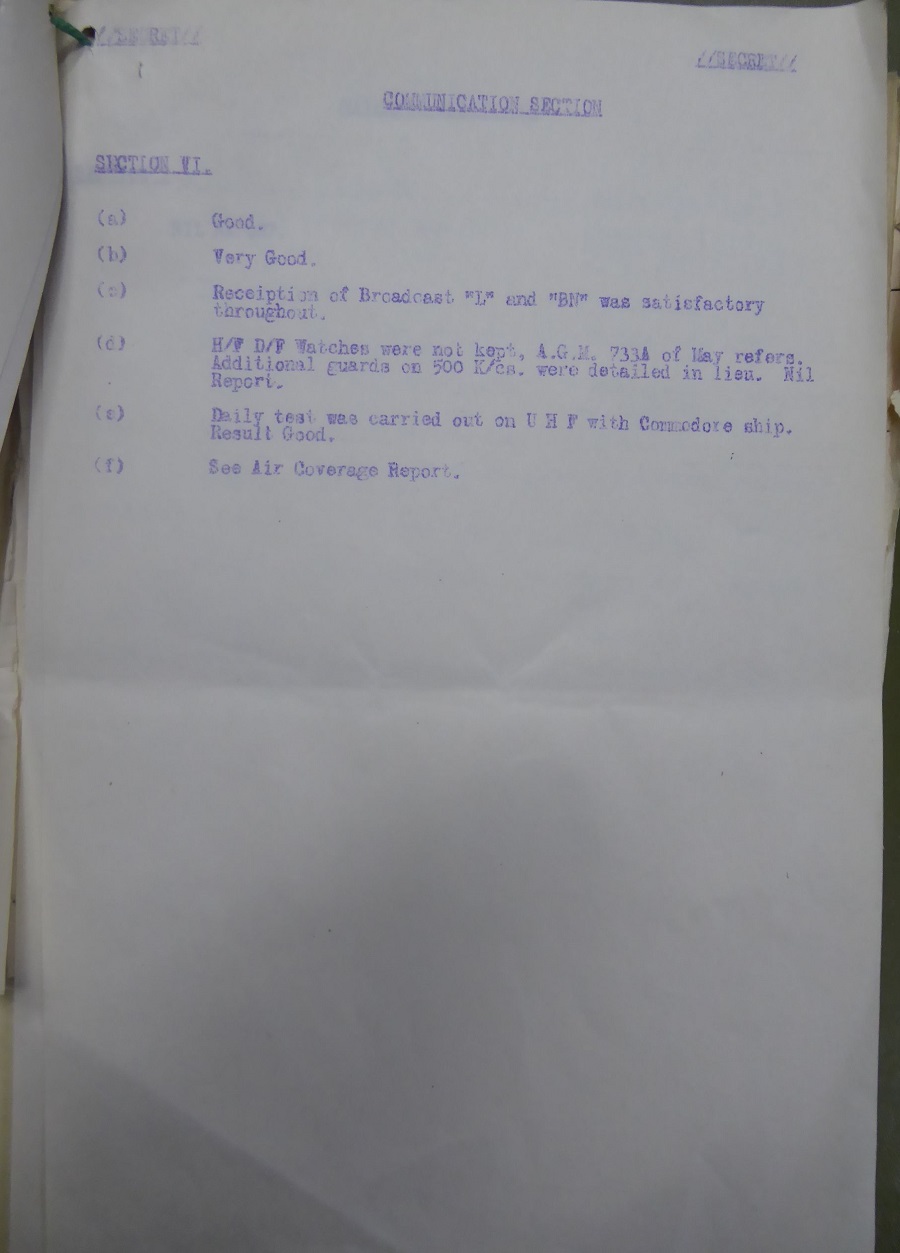 //SECRET//
//SECRET//
COMMUNICATION SECTION
SECTION VI.
(a) Good.
(b) Very Good.
(c) Receiption of Broadcast "L" and "BN" was satisfactory
throughout.
(d) H/F D/F Watches were not kept, A.G.M. 733A of May refers.
Additional guards on 500 K/cs. were detailed in lieu. Nil
Report.
(e) Daily test was carried out on U H F with Commodore ship.
Result Good.
(f) See Air Coverage Report.